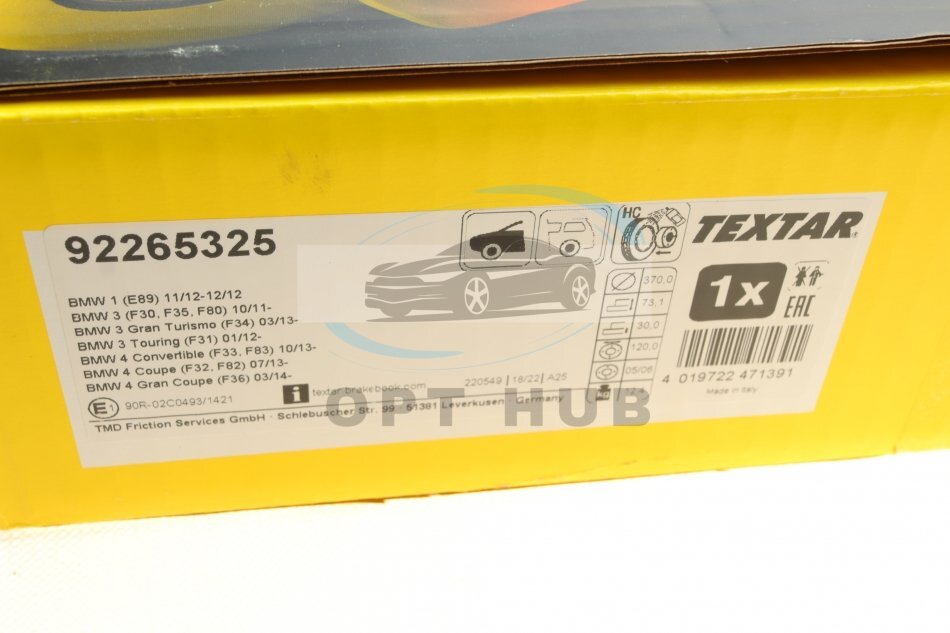 92265325
HC
TEXTAR
BMW 1 (E89) 11/12-12/12
BMW 3 (F30, F35, F80) 10/11-
BMW 3 Gran Turismo (F34) 03/13-
BMW 3 Touring (F31) 01/12-
BMW 4 Convertible (F33, F83) 10/13-
BMW 4 Coupe (F32, F82) 07/13-
BMW 4 Gran Coupe (F36) 03/14-
370,0
73,1
30,0
120,0
05/06
1x
EAC
4 019722 471391
Made in Italy
E1 90R-02C0493/1421
i textar-brakebook.com
220549 18/22 A25
TMD Friction Services GmbH · Schlebuscher Str. 99 · 51381 Leverkusen · Germany
OPT HUB